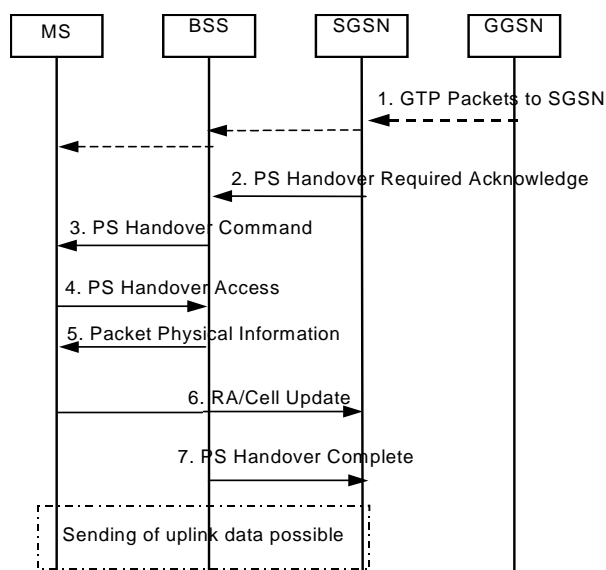 MS
BSS
SGSN
GGSN
1. GTP Packets to SGSN
2. PS Handover Required Acknowledge
3. PS Handover Command
4. PS Handover Access
5. Packet Physical Information
6. RA/Cell Update
7. PS Handover Complete
Sending of uplink data possible